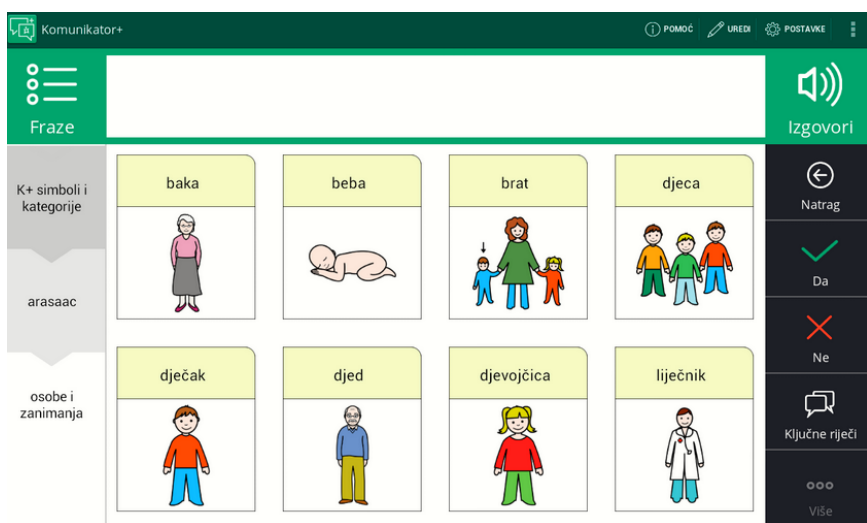 Komunikator+
POMOĆ
UREDI
POSTAVKE
Fraze
Izgovori
K+ simboli i
kategorije
arasaac
osobe i
zanimanja
baka
beba
brat
djeca
dječak
djed
djevojčica
liječnik
Natrag
Da
Ne
Ključne riječi
Više